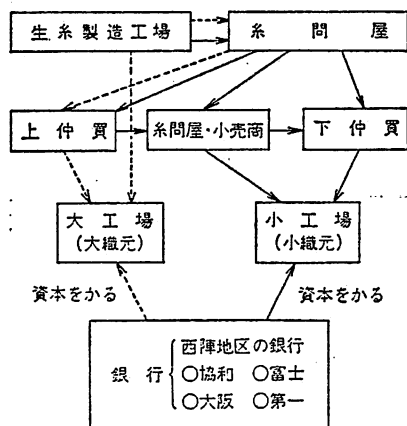 生糸製造工場
糸問屋
上仲買
糸問屋・小売商
下仲買
大工場
(大織元)
小工場
(小織元)
資本をかる
資本をかる
西陣地区の銀行
銀行
○協和 ○富士
○大阪 ○第一